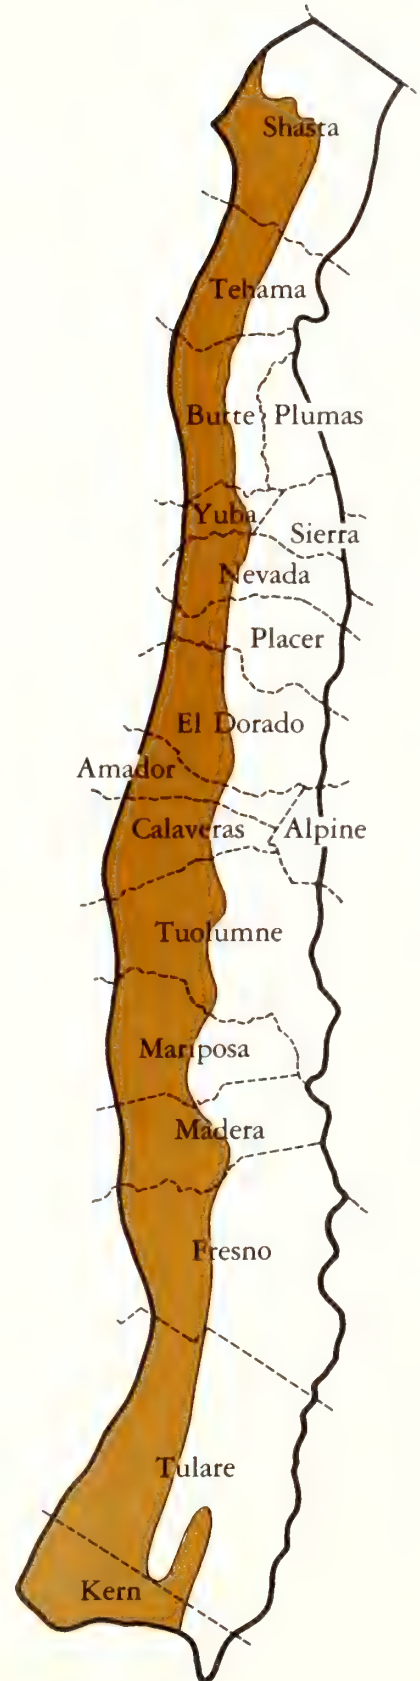 Shasta
Tehama
Butte
Plumas
Yuba
Sierra
Nevada
Placer
El Dorado
Amador
Calaveras
Alpine
Tuolumne
Mariposa
Madera
Fresno
Tulare
Kern